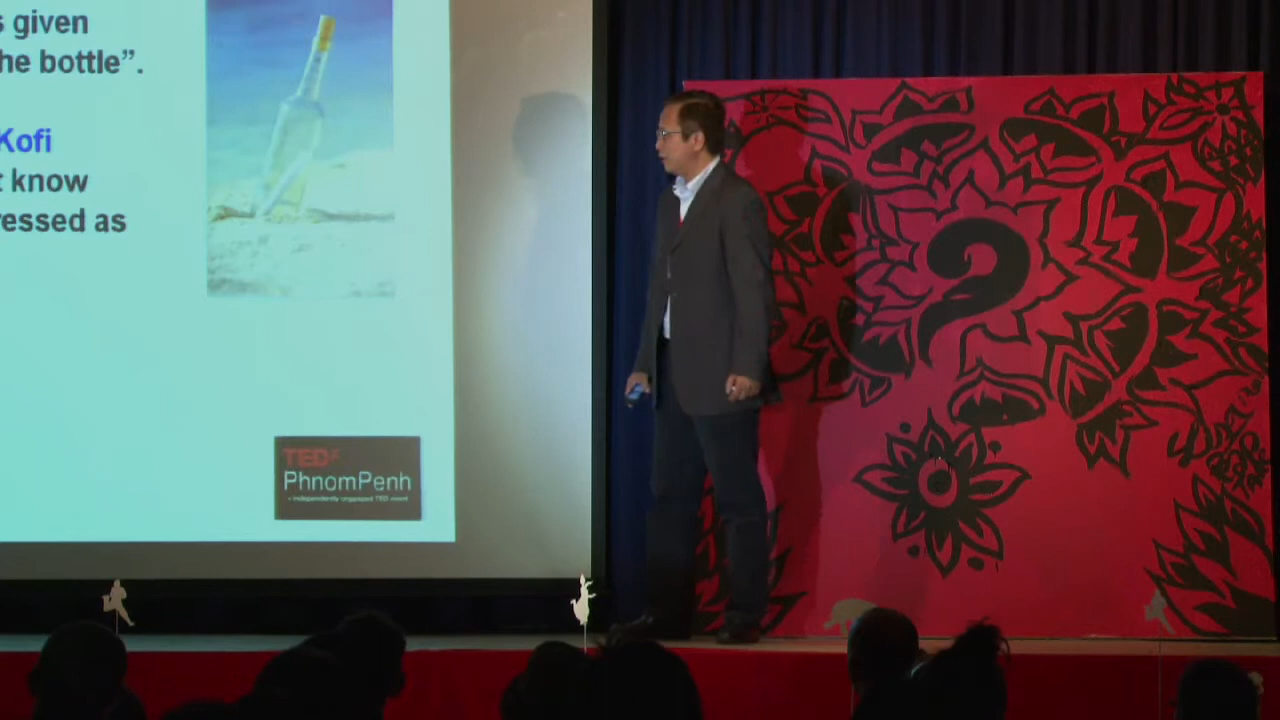 s given
he bottle”.
Kofi
t know
ressed as
TEDx
PhnomPenh